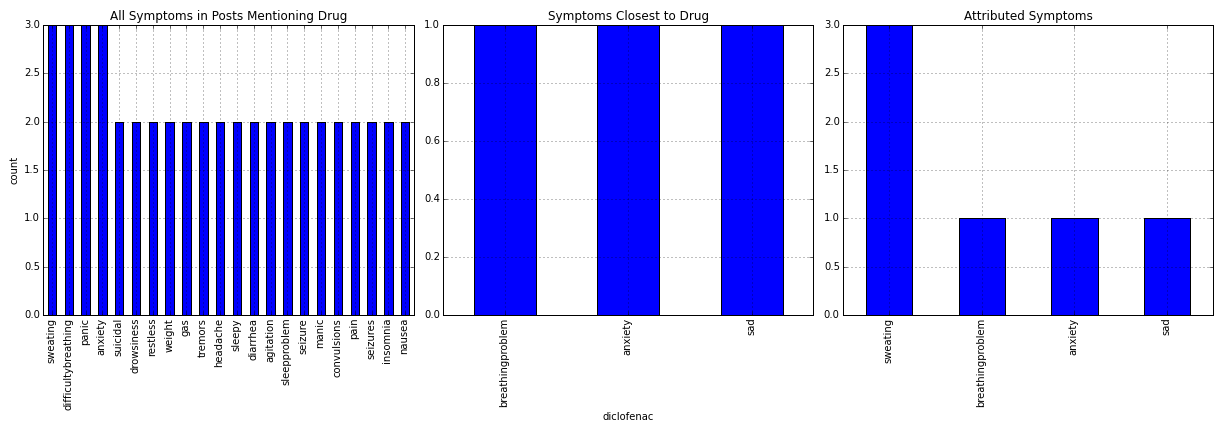 All Symptoms in Posts Mentioning Drug
count
3.0
2.5
2.0
1.5
1.0
0.5
0.0
sweating
difficultybreathing
panic
anxiety
suicidal
drowsiness
restless
weight
gas
tremors
headache
sleepy
diarrhea
agitation
sleepproblem
seizure
manic
convulsions
pain
seizures
insomnia
nausea
Symptoms Closest to Drug
1.0
0.8
0.6
0.4
0.2
0.0
breathingproblem
anxiety
sad
diclofenac
Attributed Symptoms
3.0
2.5
2.0
1.5
1.0
0.5
0.0
sweating
breathingproblem
anxiety
sad